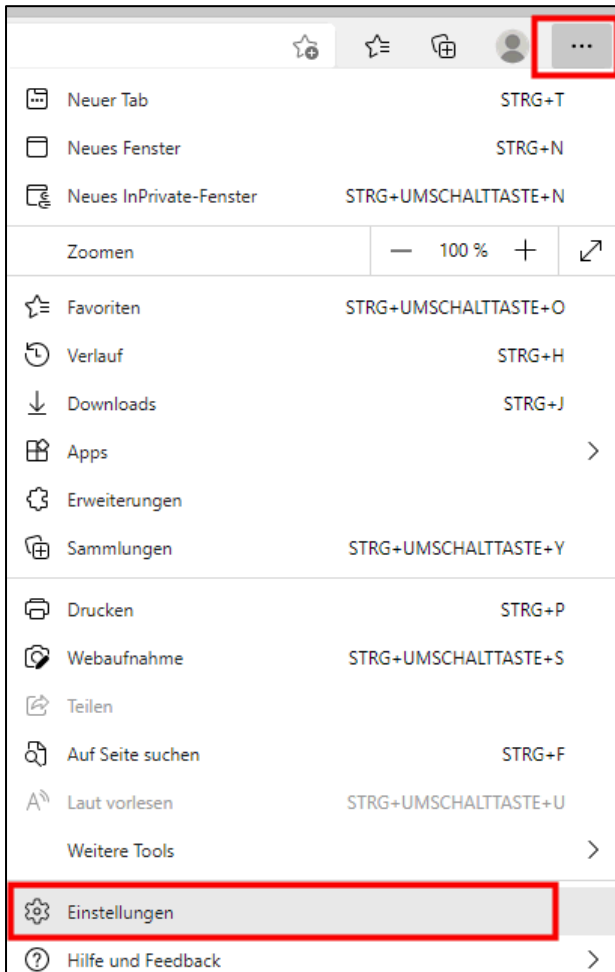 Neuer Tab STRG+T
Neues Fenster STRG+N
Neues InPrivate-Fenster STRG+UMSCHALTTASTE+N
Zoomen — 100 % +
Favoriten STRG+UMSCHALTTASTE+O
Verlauf STRG+H
Downloads STRG+J
Apps
Erweiterungen
Sammlungen STRG+UMSCHALTTASTE+Y
Drucken STRG+P
Webaufnahme STRG+UMSCHALTTASTE+S
Teilen
Auf Seite suchen STRG+F
Laut vorlesen STRG+UMSCHALTTASTE+U
Weitere Tools
Einstellungen
Hilfe und Feedback